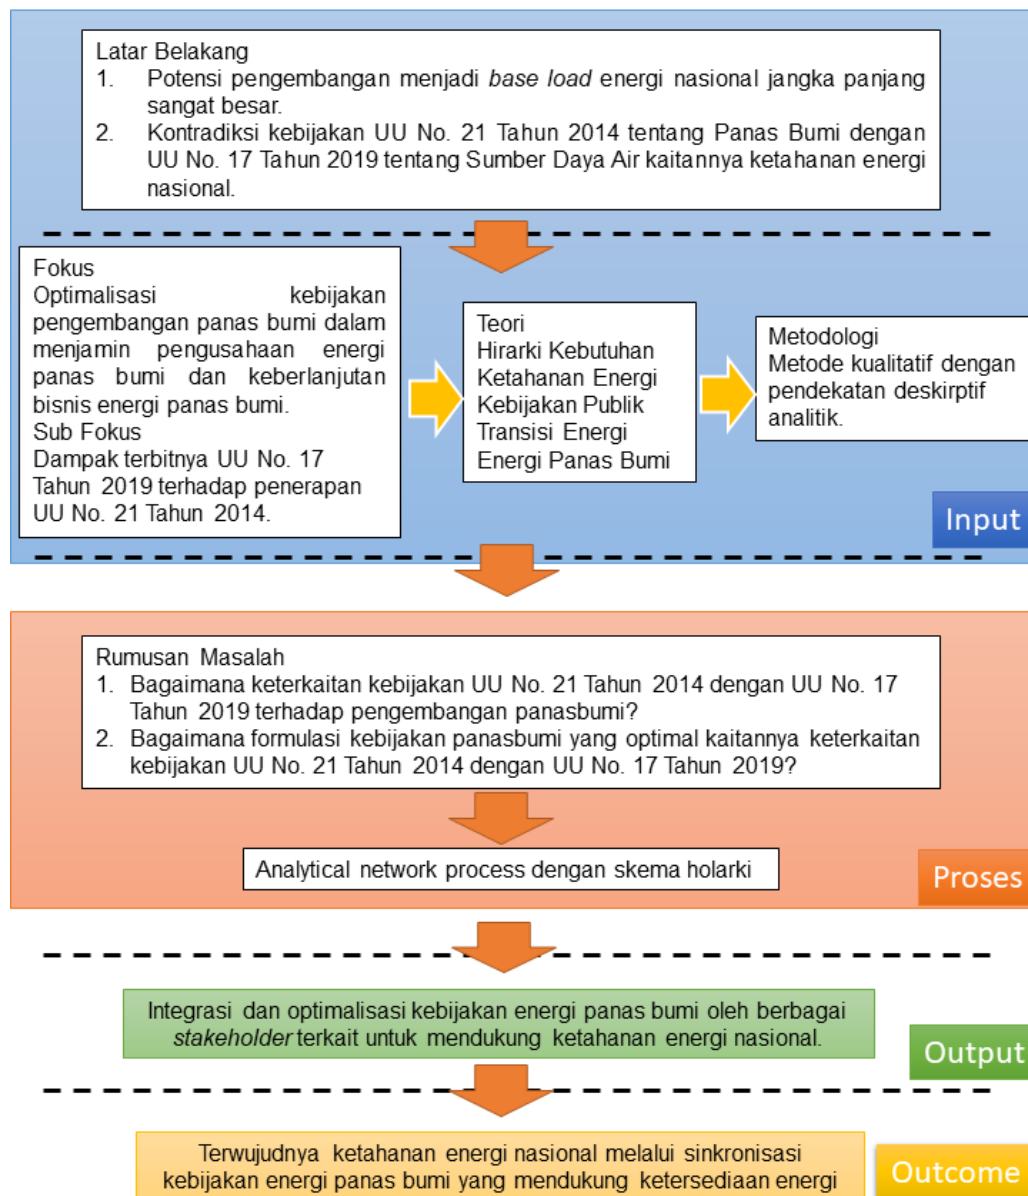 Latar Belakang
1. Potensi pengembangan menjadi base load energi nasional jangka panjang
sangat besar.
2. Kontradiksi kebijakan UU No. 21 Tahun 2014 tentang Panas Bumi dengan
UU No. 17 Tahun 2019 tentang Sumber Daya Air kaitannya ketahanan energi
nasional.
Fokus
Optimalisasi kebijakan
pengembangan panas bumi dalam
menjamin pengusahaan energi
panas bumi dan keberlanjutan
bisnis energi panas bumi.
Sub Fokus
Dampak terbitnya UU No. 17
Tahun 2019 terhadap penerapan
UU No. 21 Tahun 2014.
Teori
Hirarki Kebutuhan
Ketahanan Energi
Kebijakan Publik
Transisi Energi
Energi Panas Bumi
Metodologi
Metode kualitatif dengan
pendekatan deskirptif
analitik.
Input
Rumusan Masalah
1. Bagaimana keterkaitan kebijakan UU No. 21 Tahun 2014 dengan UU No. 17
Tahun 2019 terhadap pengembangan panasbumi?
2. Bagaimana formulasi kebijakan panasbumi yang optimal kaitannya keterkaitan
kebijakan UU No. 21 Tahun 2014 dengan UU No. 17 Tahun 2019?
Analytical network process dengan skema holarki
Proses
Integrasi dan optimalisasi kebijakan energi panas bumi oleh berbagai
stakeholder terkait untuk mendukung ketahanan energi nasional.
Output
Terwujudnya ketahanan energi nasional melalui sinkronisasi
kebijakan energi panas bumi yang mendukung ketersediaan energi
Outcome